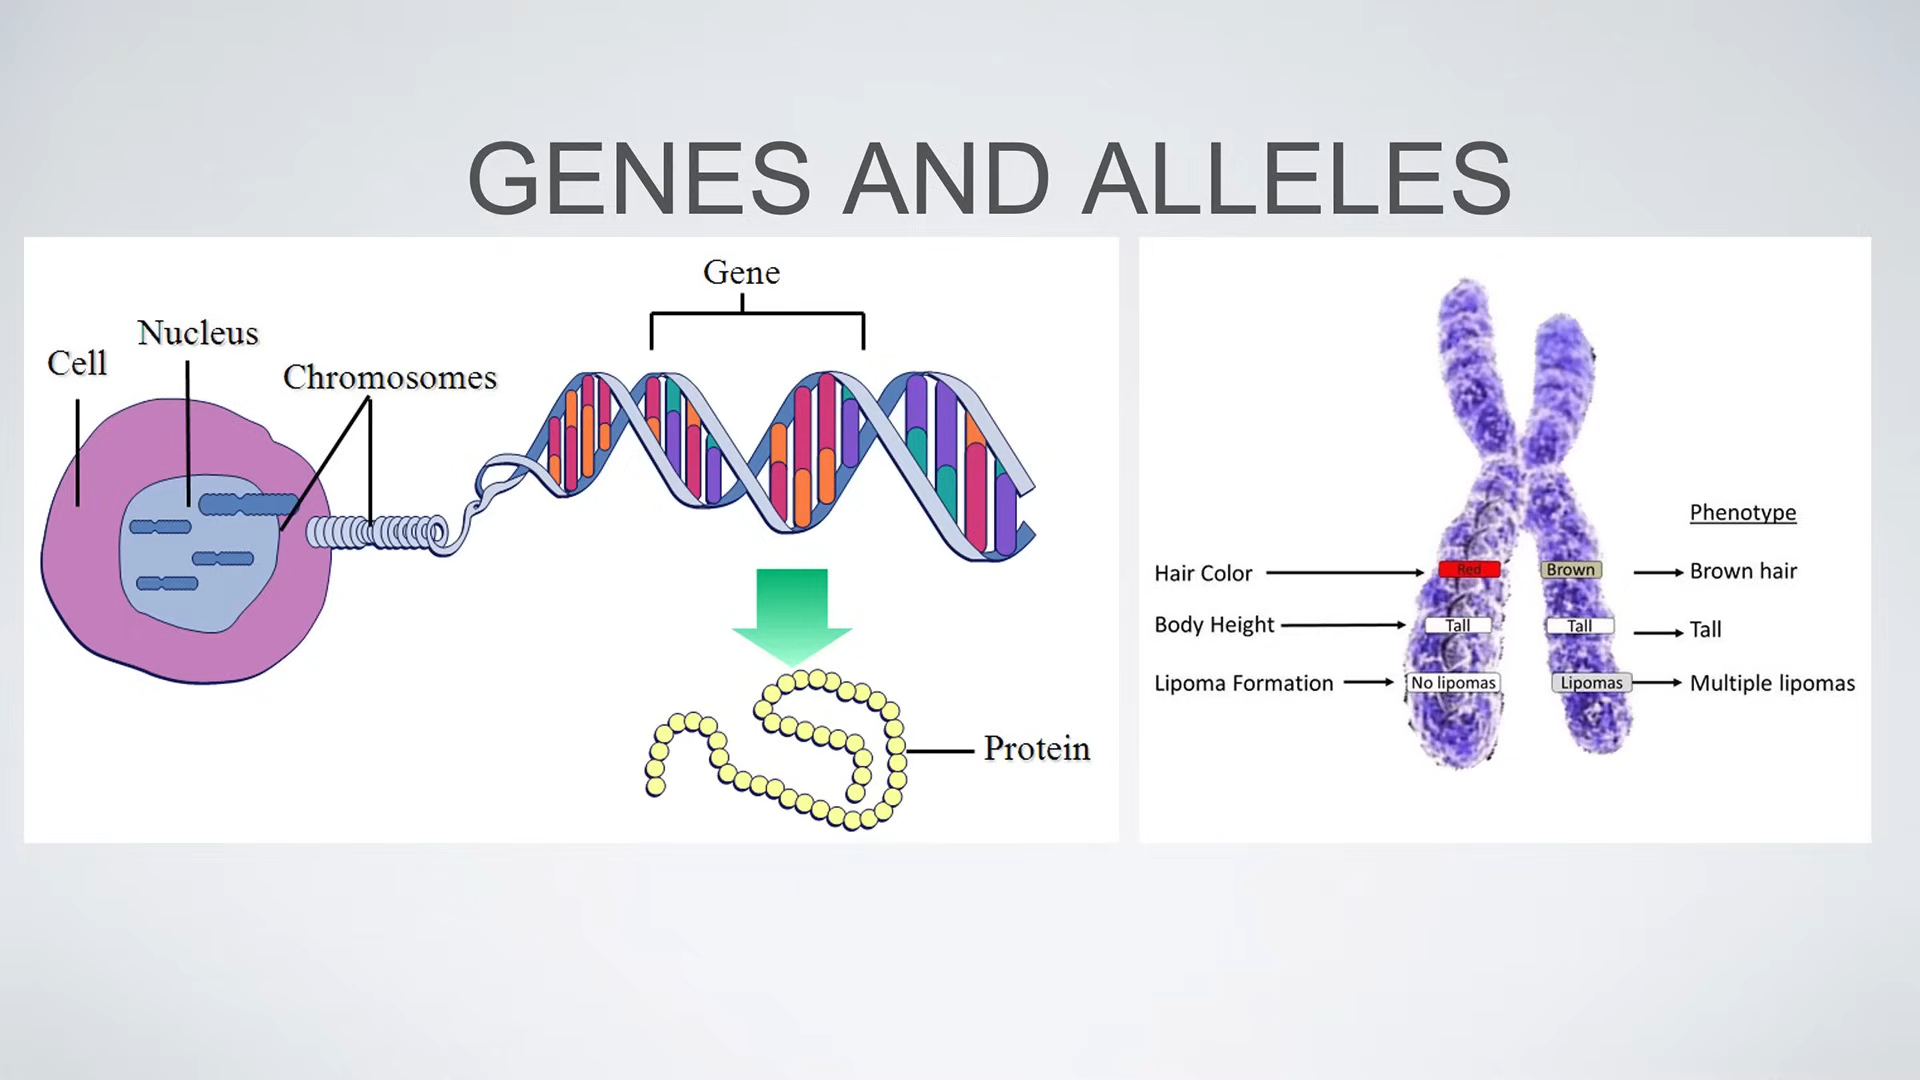 GENES AND ALLELES
Gene
Nucleus
Cell
Chromosomes
Protein
Phenotype
Hair Color
Red
Brown
Brown hair
Body Height
Tall
Tall
Tall
Lipoma Formation
No lipomas
Lipomas
Multiple lipomas